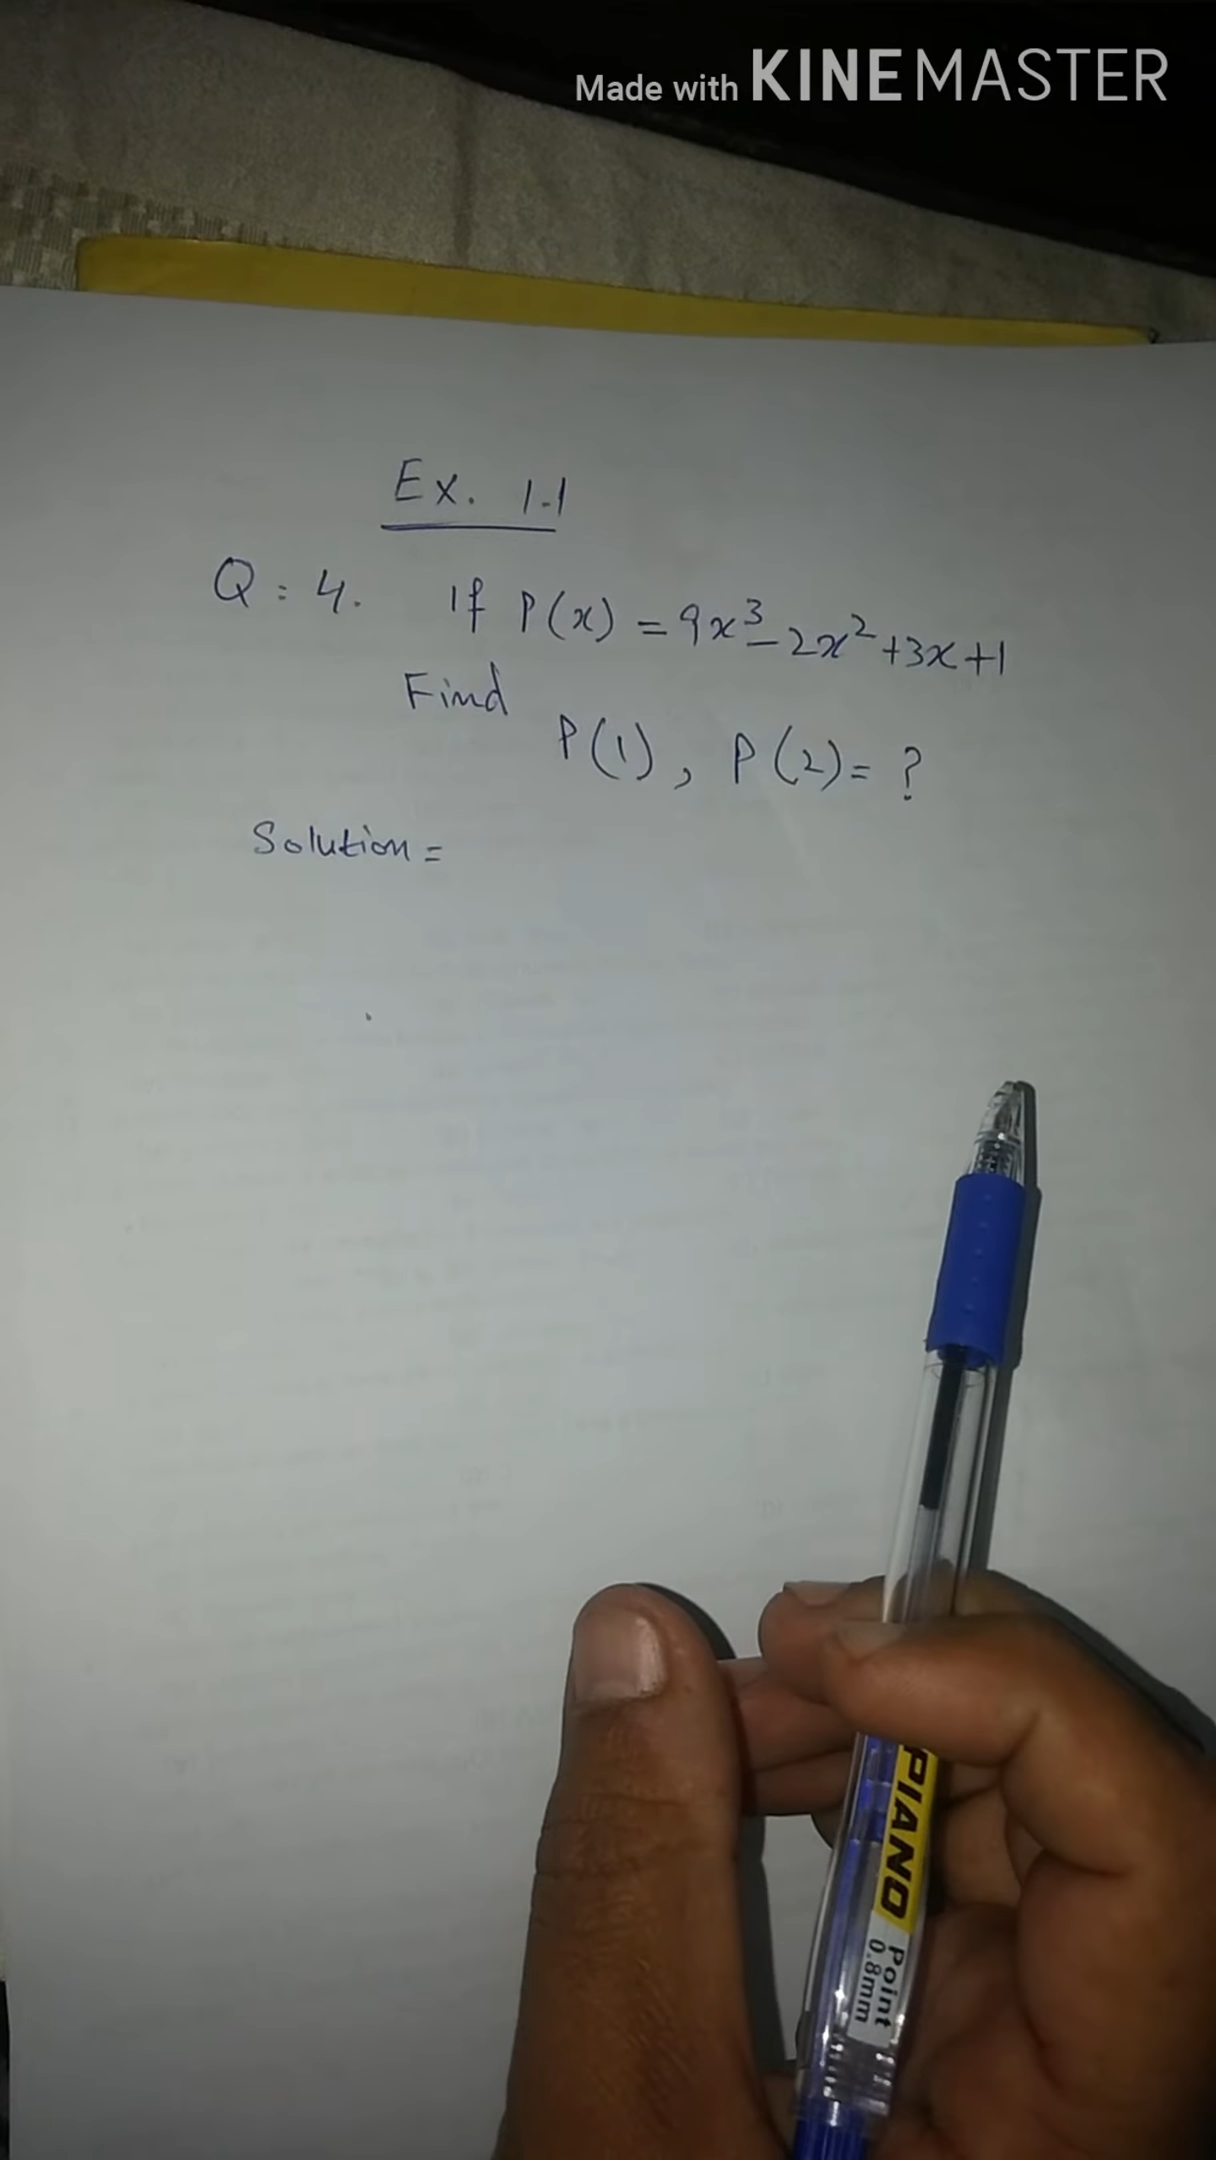 Made with KINEMASTER
Ex. 1.1
Q: 4. If P(x) = 9x³ - 2x² + 3x + 1
Find
P(1), P(2) = ?
Solution =
PIANO
Point
0.8mm